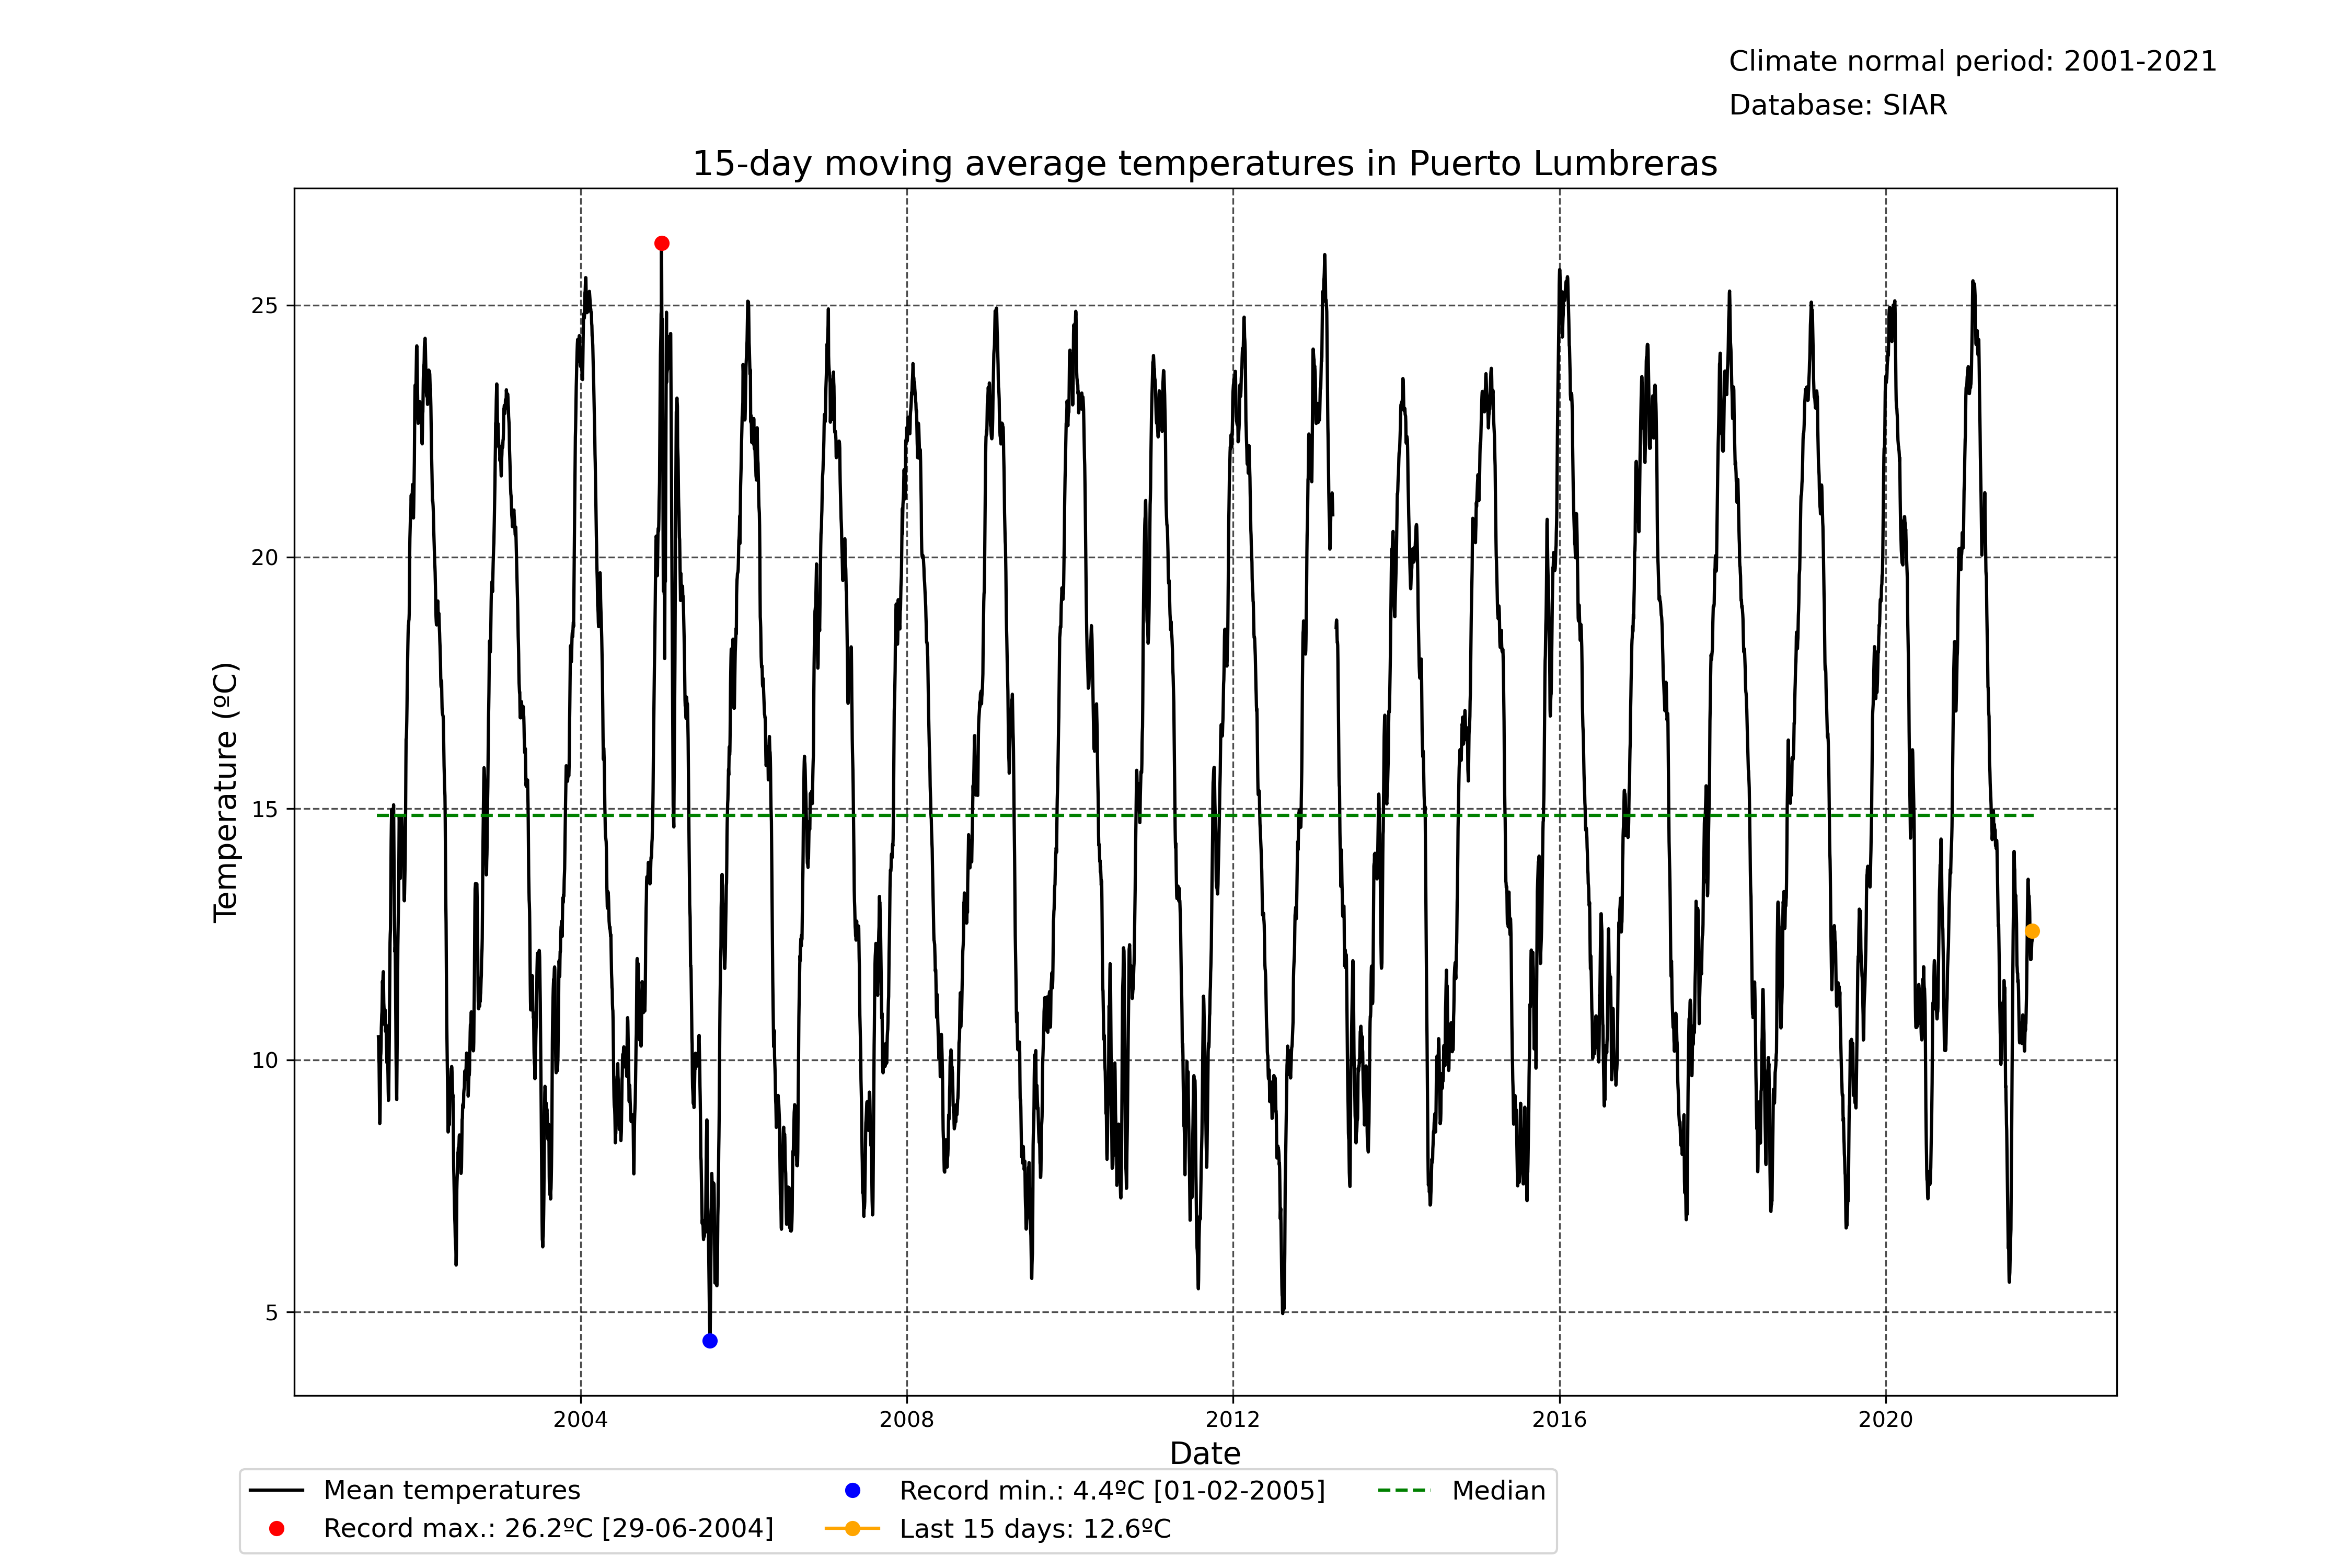 Climate normal period: 2001-2021
Database: SIAR
15-day moving average temperatures in Puerto Lumbreras
25
20
15
10
5
Temperature (ºC)
2004
2008
2012
2016
2020
Date
Mean temperatures
Record max.: 26.2ºC [29-06-2004]
Record min.: 4.4ºC [01-02-2005]
Last 15 days: 12.6ºC
Median